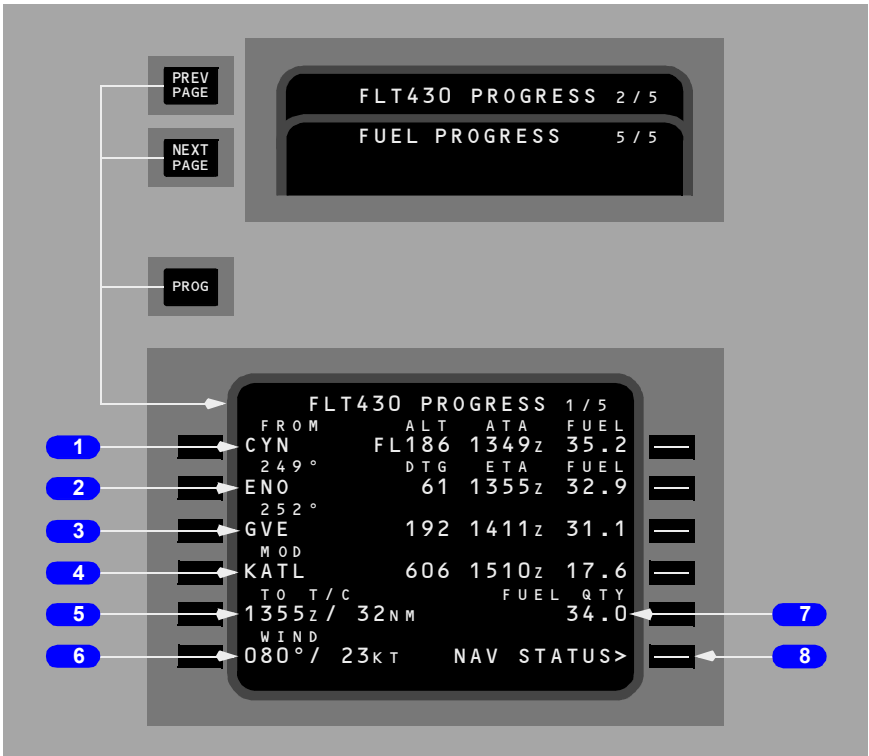 PREV
PAGE
FLT430 PROGRESS 2/5
FUEL PROGRESS 5/5
NEXT
PAGE
PROG
FLT430 PROGRESS 1/5
FROM ALT ATA FUEL
1 CYN FL186 1349Z 35.2
249° DTG ETA FUEL
2 ENO 61 1355Z 32.9
252°
3 GVE 192 1411Z 31.1
MOD
4 KATL 606 1510Z 17.6
TO T/C FUEL QTY
5 1355Z/ 32NM 34.0 7
WIND
6 080°/ 23KT NAV STATUS> 8